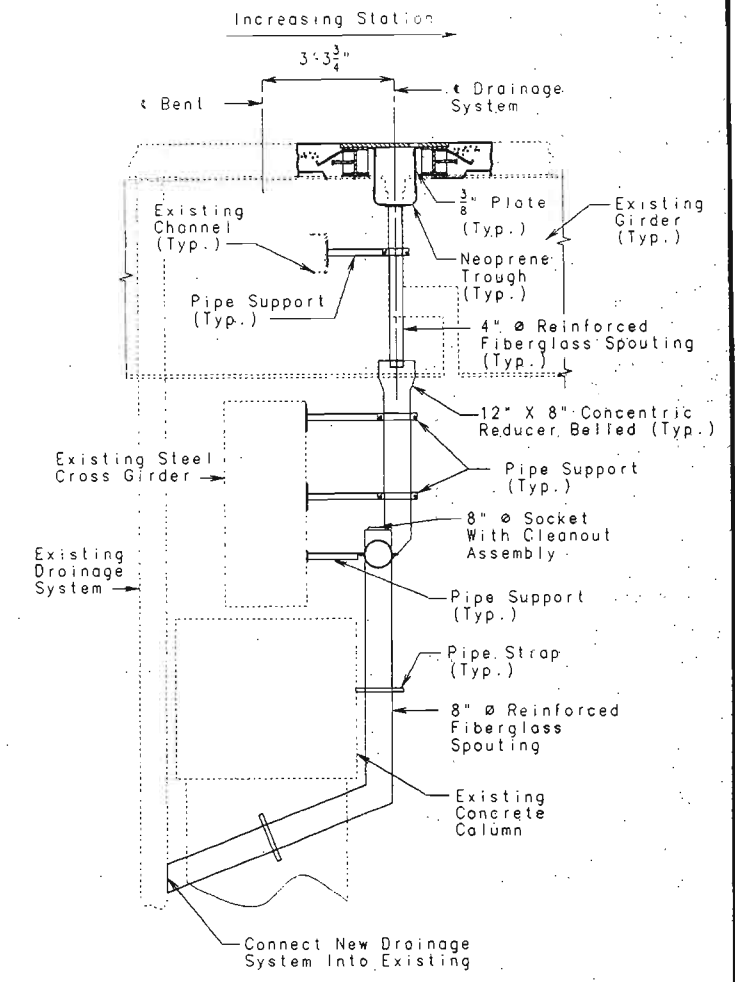 Increasing Station
3'-3¾"
℄ Bent
℄ Drainage
System
Existing
Channel
(Typ.)
⅜" Plate
(Typ.)
Existing
Girder
(Typ.)
Neoprene
Trough
(Typ.)
Pipe Support
(Typ.)
4" ø Reinforced
Fiberglass Spouting
(Typ.)
12" X 8" Concentric
Reducer Belled (Typ.)
Existing Steel
Cross Girder
Pipe Support
(Typ.)
8" ø Socket
With Cleanout
Assembly
Existing
Drainage
System
Pipe Support
(Typ.)
Pipe Strap
(Typ.)
8" ø Reinforced
Fiberglass
Spouting
Existing
Concrete
Calumn
Connect New Drainage
System Into Existing